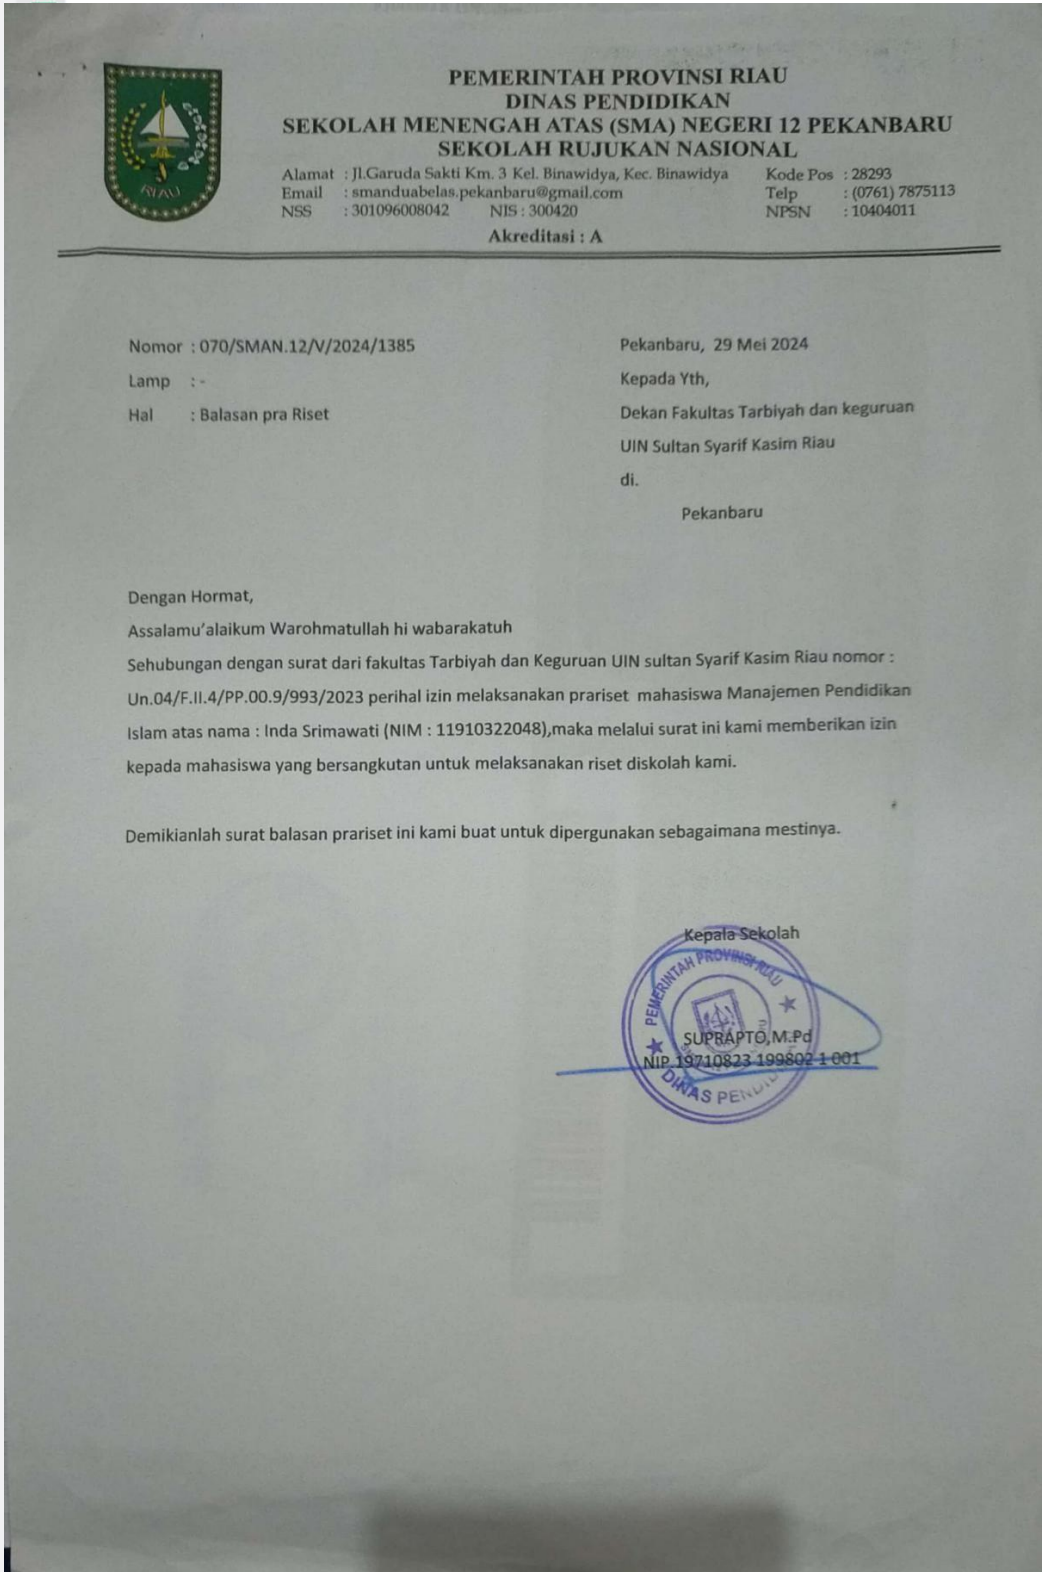 PEMERINTAH PROVINSI RIAU
DINAS PENDIDIKAN
SEKOLAH MENENGAH ATAS (SMA) NEGERI 12 PEKANBARU
SEKOLAH RUJUKAN NASIONAL
Alamat : Jl.Garuda Sakti Km. 3 Kel. Binawidya, Kec. Binawidya Kode Pos : 28293
Email : smanduabelas.pekanbaru@gmail.com Telp : (0761) 7875113
NSS : 301096008042 NIS : 300420 NPSN : 10404011
Akreditasi : A
RIAU
Nomor : 070/SMAN.12/V/2024/1385
Lamp : -
Hal : Balasan pra Riset
Pekanbaru, 29 Mei 2024
Kepada Yth,
Dekan Fakultas Tarbiyah dan keguruan
UIN Sultan Syarif Kasim Riau
di.
Pekanbaru
Dengan Hormat,
Assalamu'alaikum Warohmatullah hi wabarakatuh
Sehubungan dengan surat dari fakultas Tarbiyah dan Keguruan UIN sultan Syarif Kasim Riau nomor :
Un.04/F.II.4/PP.00.9/993/2023 perihal izin melaksanakan prariset mahasiswa Manajemen Pendidikan
Islam atas nama : Inda Srimawati (NIM : 11910322048),maka melalui surat ini kami memberikan izin
kepada mahasiswa yang bersangkutan untuk melaksanakan riset diskolah kami.
Demikianlah surat balasan prariset ini kami buat untuk dipergunakan sebagaimana mestinya.
Kepala Sekolah
PEMERINTAH PROVINSI RIAU
SUPRAPTO,M.Pd
NIP 19710823 199802 1 001
DINAS